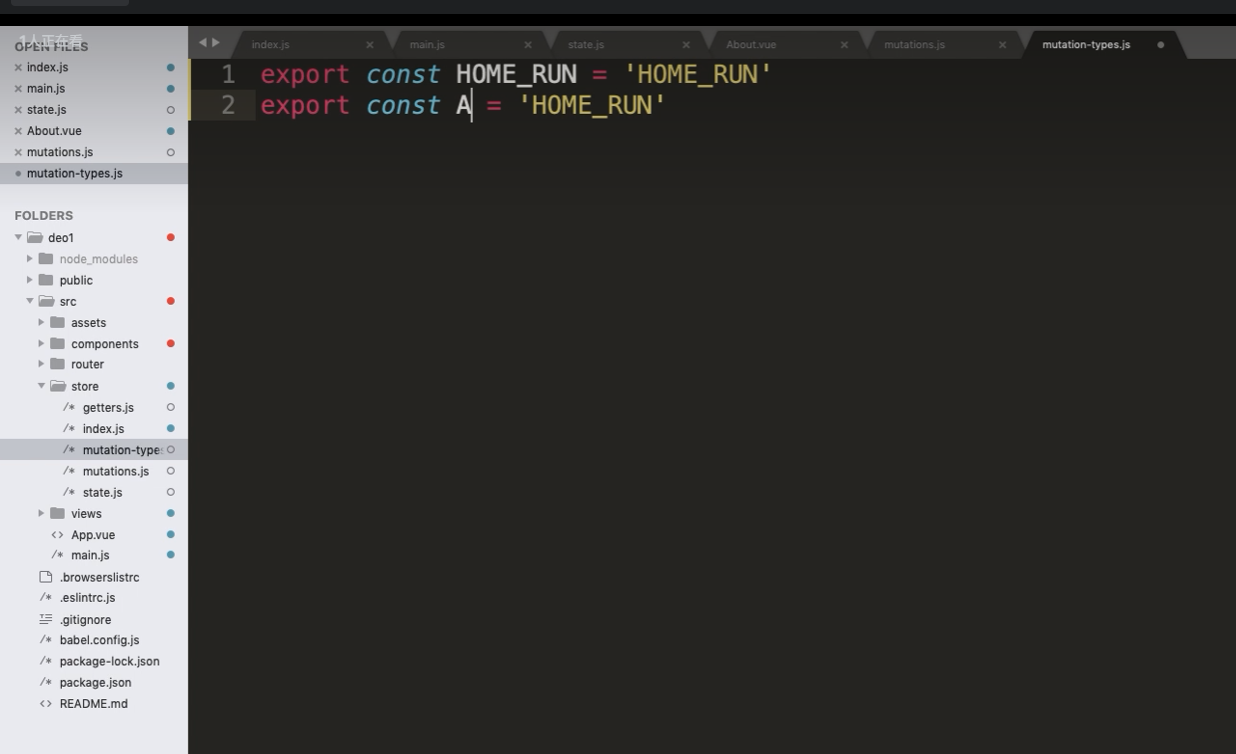 1人正在看
OPEN FILES
index.js
main.js
state.js
About.vue
mutations.js
mutation-types.js
FOLDERS
deo1
node_modules
public
src
assets
components
router
store
getters.js
index.js
mutation-type
mutations.js
state.js
views
App.vue
main.js
.browserslistrc
.eslintrc.js
.gitignore
babel.config.js
package-lock.json
package.json
README.md
index.js
main.js
state.js
About.vue
mutations.js
mutation-types.js
1 export const HOME_RUN = 'HOME_RUN'
2 export const A = 'HOME_RUN'